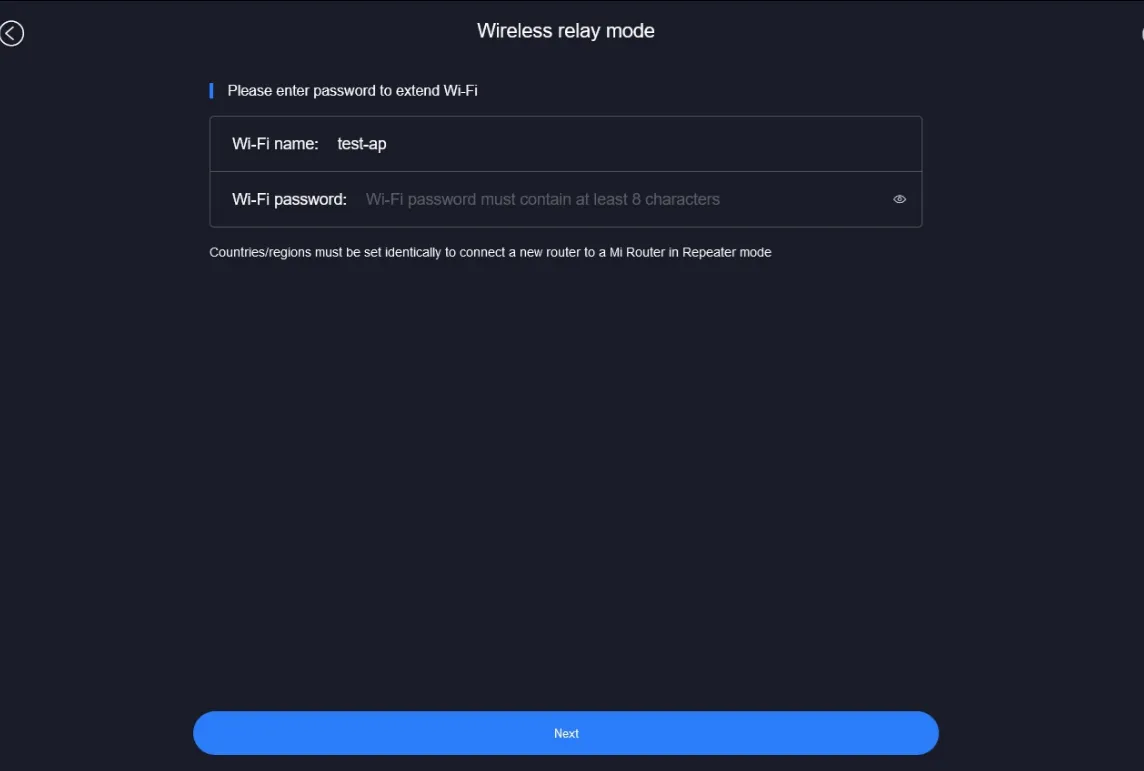 Wireless relay mode
Please enter password to extend Wi-Fi
Wi-Fi name: test-ap
Wi-Fi password: Wi-Fi password must contain at least 8 characters
Countries/regions must be set identically to connect a new router to a Mi Router in Repeater mode
Next